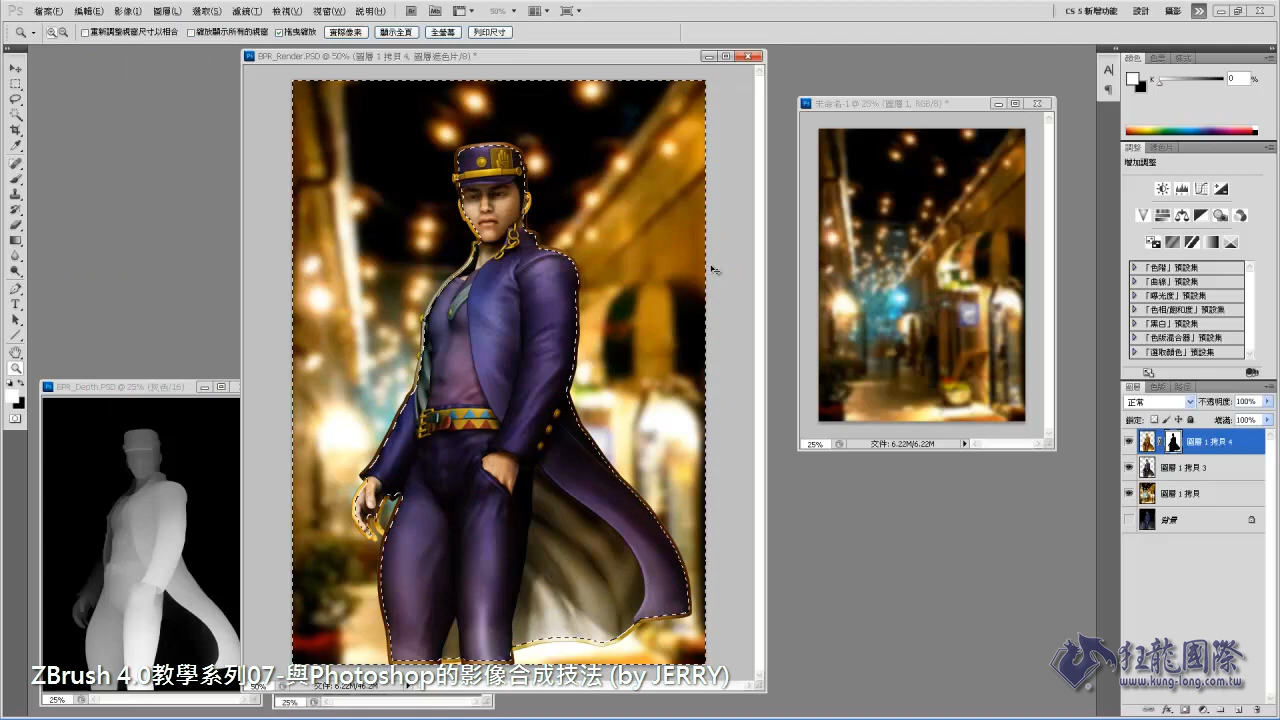 Ps 檔案(F) 編輯(E) 影像(I) 圖層(L) 選取(S) 濾鏡(T) 檢視(V) 視窗(W) 說明(H) Br Mb 50% CS 5 新增功能 設計 攝影
重新調整視窗尺寸以相合 縮放顯示所有的視窗 拖曳縮放 實際像素 顯示全頁 全螢幕 列印尺寸
BPR_Render.PSD @ 50% (圖層 1 拷貝 4, 圖層遮色片/8) *
未命名-1 @ 25% (圖層 1, RGB/8) *
25% 文件: 6.22M/6.22M
BPR_Depth.PSD @ 25% (灰色/16)
25%
50%
25%
顏色 色票 樣式
K 0 %
調整 遮色片
增加調整
「色階」預設集
「曲線」預設集
「曝光度」預設集
「色相/飽和度」預設集
「黑白」預設集
「色版混合器」預設集
「選取顏色」預設集
圖層 色版 路徑
正常 不透明度: 100%
鎖定: 填滿: 100%
圖層 1 拷貝 4
圖層 1 拷貝 3
圖層 1 拷貝
背景
ZBrush 4.0教學系列07-與Photoshop的影像合成技法 (by JERRY)
狂龍國際
www.kung-long.com.tw